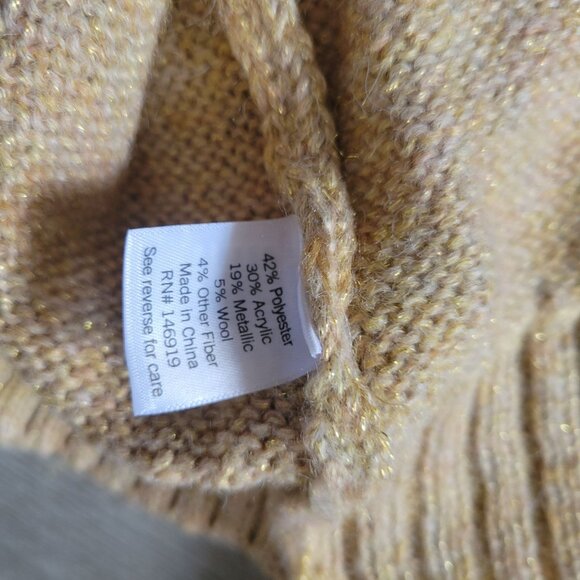 42% Polyester
30% Acrylic
19% Metallic
5% Wool
4% Other Fiber
Made in China
RN# 146919
See reverse for care